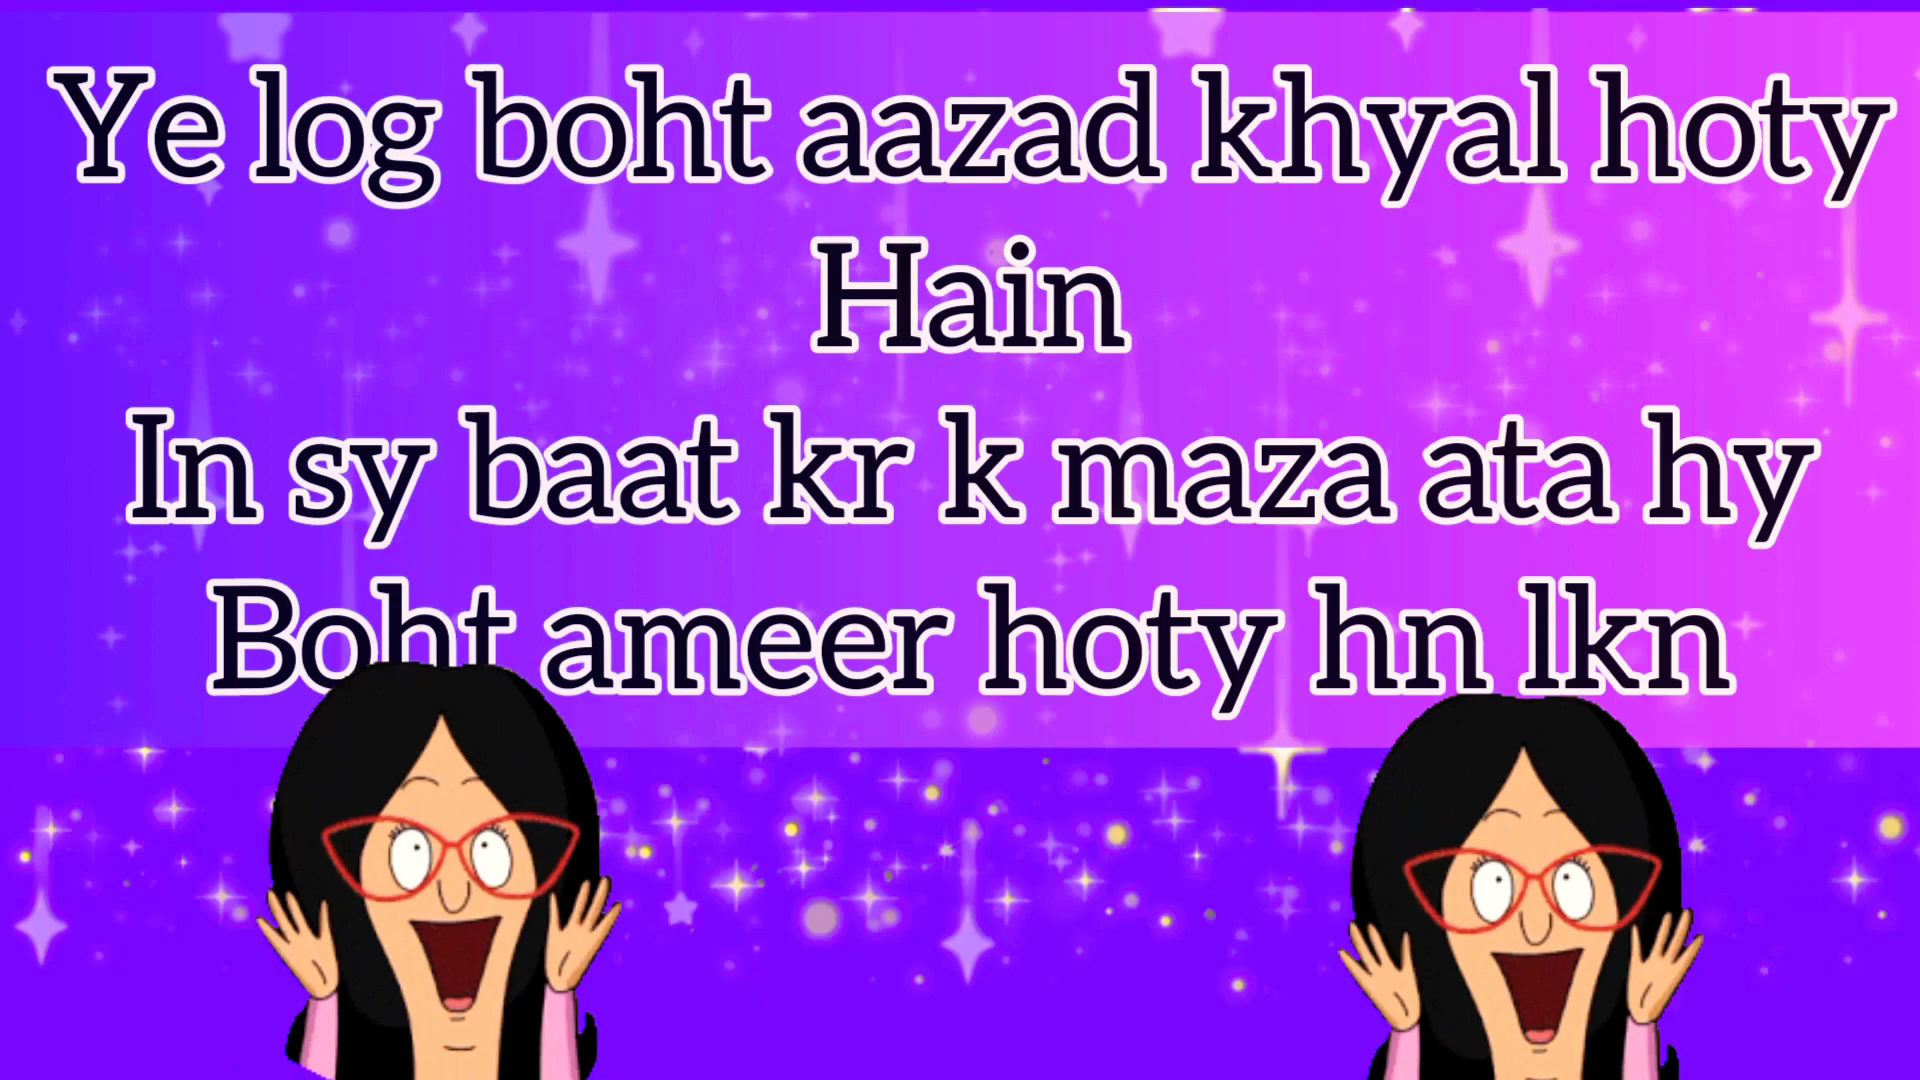 Ye log boht aazad khyal hoty
Hain
In sy baat kr k maza ata hy
Boht ameer hoty hn lkn